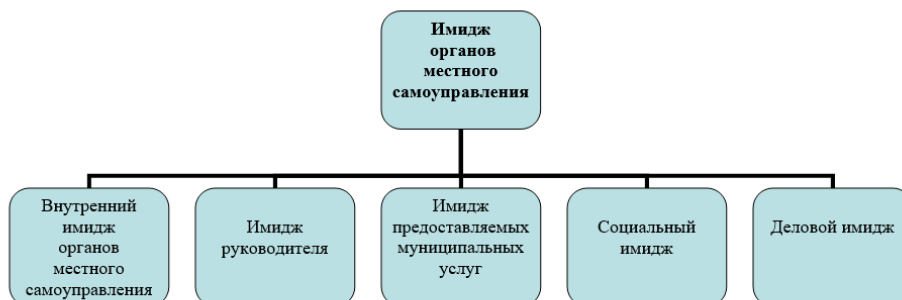 Имидж
органов
местного
самоуправления
Внутренний
имидж
органов
местного
самоуправления
Имидж
руководителя
Имидж
предоставляемых
муниципальных
услуг
Социальный
имидж
Деловой имидж